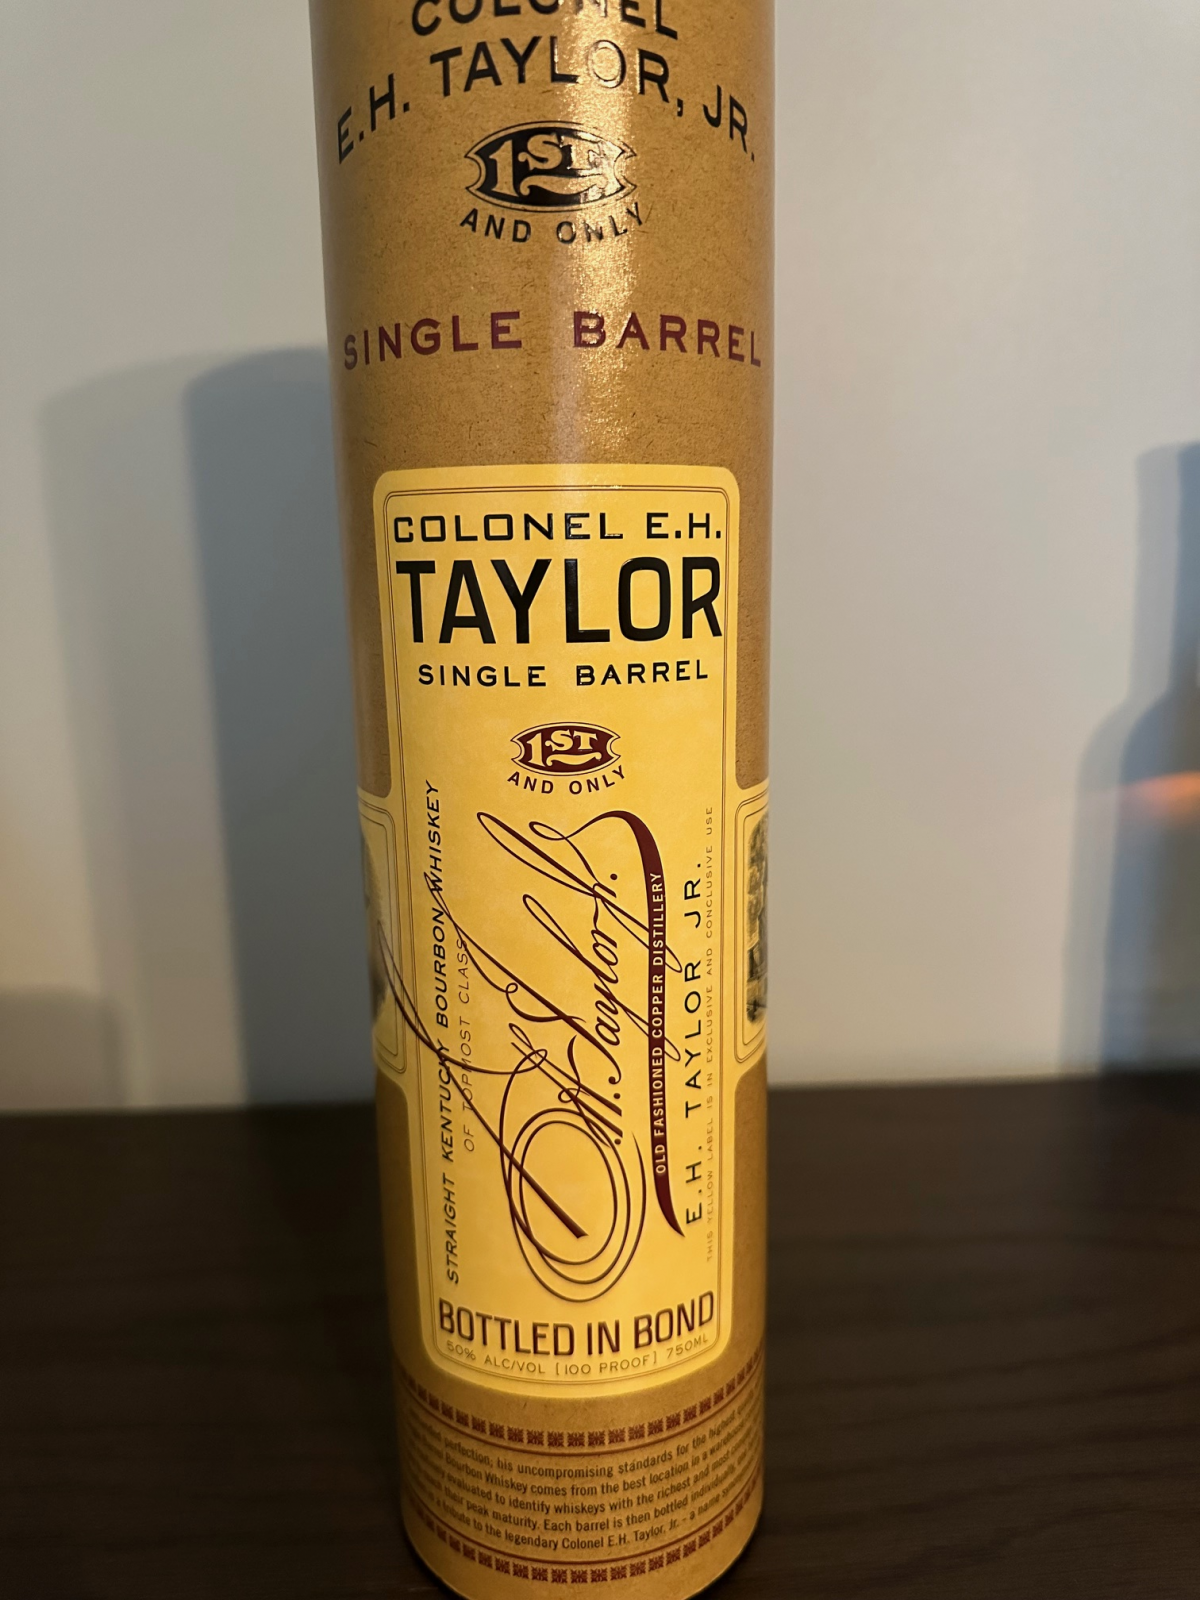 COLONEL
E.H. TAYLOR, JR.
1ST
AND ONLY
SINGLE BARREL
COLONEL E.H.
TAYLOR
SINGLE BARREL
1ST
AND ONLY
STRAIGHT KENTUCKY BOURBON WHISKEY
OF TOPMOST CLASS
E.H. Taylor, Jr.
OLD FASHIONED COPPER DISTILLERY
E.H. TAYLOR JR.
THIS YELLOW LABEL IS IN EXCLUSIVE AND CONCLUSIVE USE
BOTTLED IN BOND
50% ALC/VOL [100 PROOF] 750ML
perfection; his uncompromising standards for the highest
Bourbon Whiskey comes from the best location in a
evaluated to identify whiskeys with the richest and most
their peak maturity. Each barrel is then bottled individually,
a tribute to the legendary Colonel E.H. Taylor, Jr. - a name